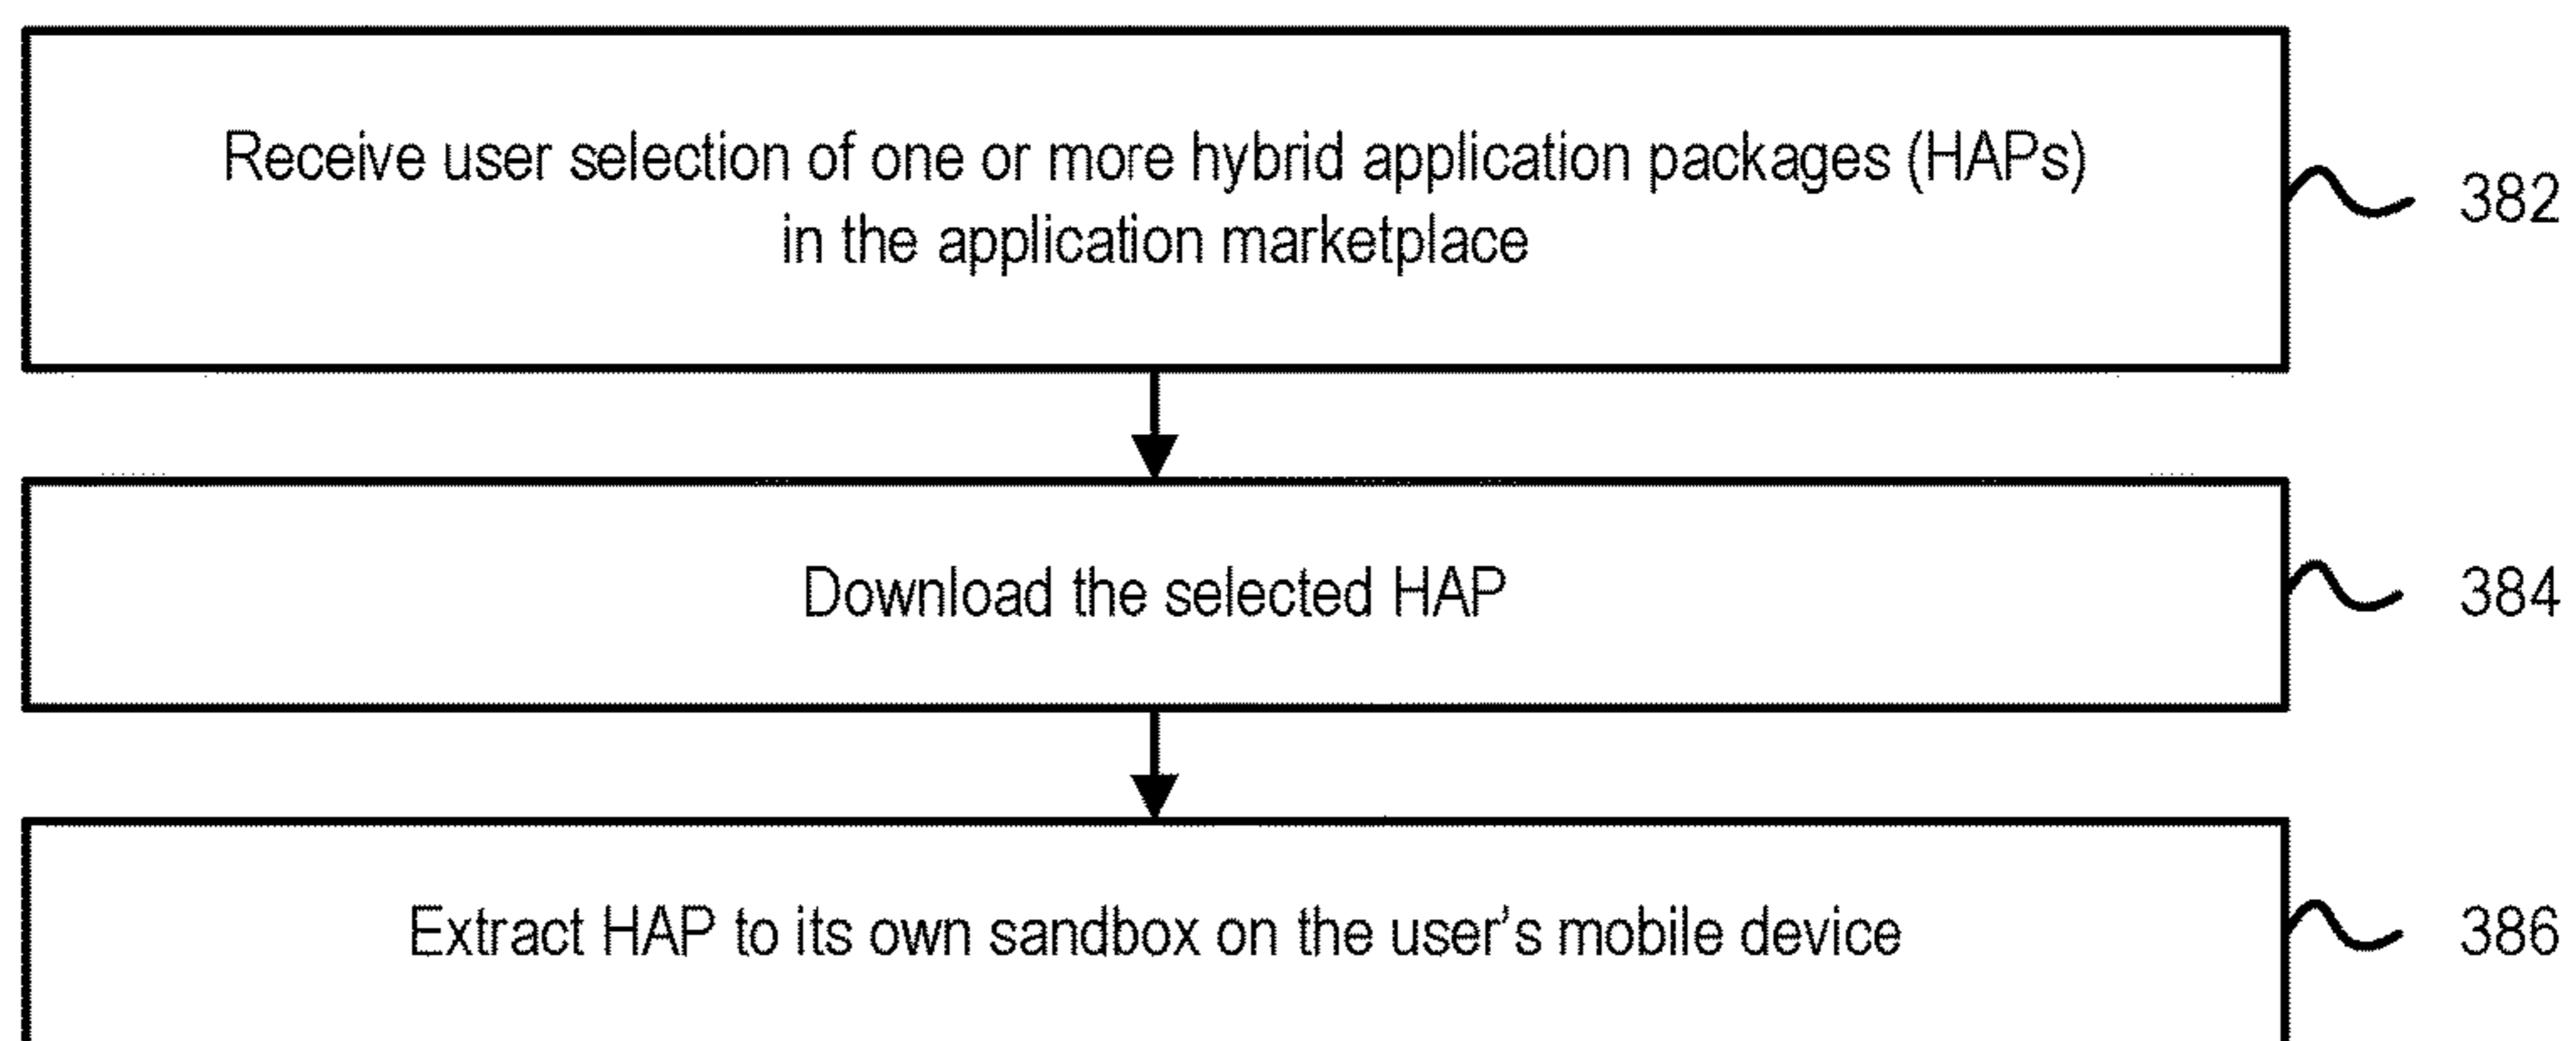 Receive user selection of one or more hybrid application packages (HAPs)
in the application marketplace
382
Download the selected HAP
384
Extract HAP to its own sandbox on the user's mobile device
386